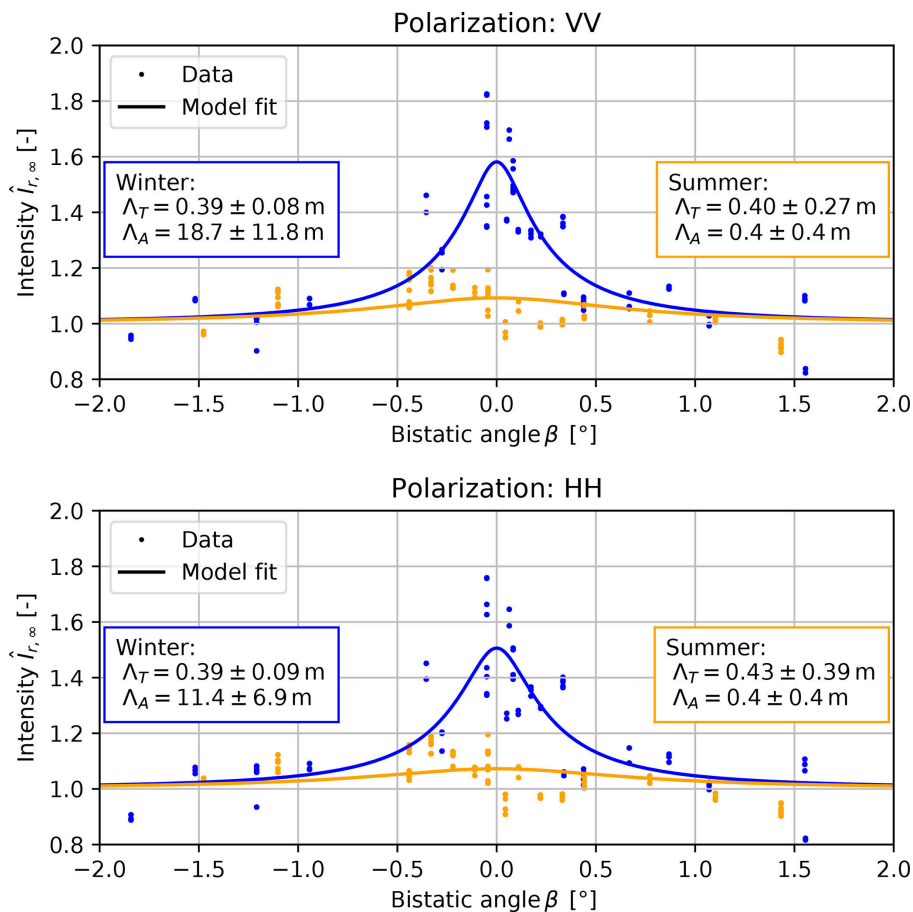 Polarization: VV
2.0
1.8
1.6
1.4
1.2
1.0
0.8
Intensity Î_{r,∞} [-]
Data
Model fit
Winter:
Λ_T = 0.39 ± 0.08 m
Λ_A = 18.7 ± 11.8 m
Summer:
Λ_T = 0.40 ± 0.27 m
Λ_A = 0.4 ± 0.4 m
−2.0 −1.5 −1.0 −0.5 0.0 0.5 1.0 1.5 2.0
Bistatic angle β [°]
Polarization: HH
2.0
1.8
1.6
1.4
1.2
1.0
0.8
Intensity Î_{r,∞} [-]
Data
Model fit
Winter:
Λ_T = 0.39 ± 0.09 m
Λ_A = 11.4 ± 6.9 m
Summer:
Λ_T = 0.43 ± 0.39 m
Λ_A = 0.4 ± 0.4 m
−2.0 −1.5 −1.0 −0.5 0.0 0.5 1.0 1.5 2.0
Bistatic angle β [°]